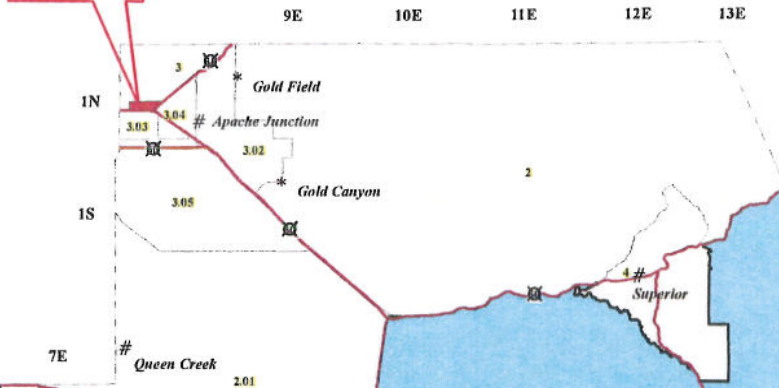 9E 10E 11E 12E 13E
3
Gold Field
1N
3.04
3.03
# Apache Junction
3.02
2
* Gold Canyon
3.05
1S
4 #
Superior
7E
#
Queen Creek
2.01